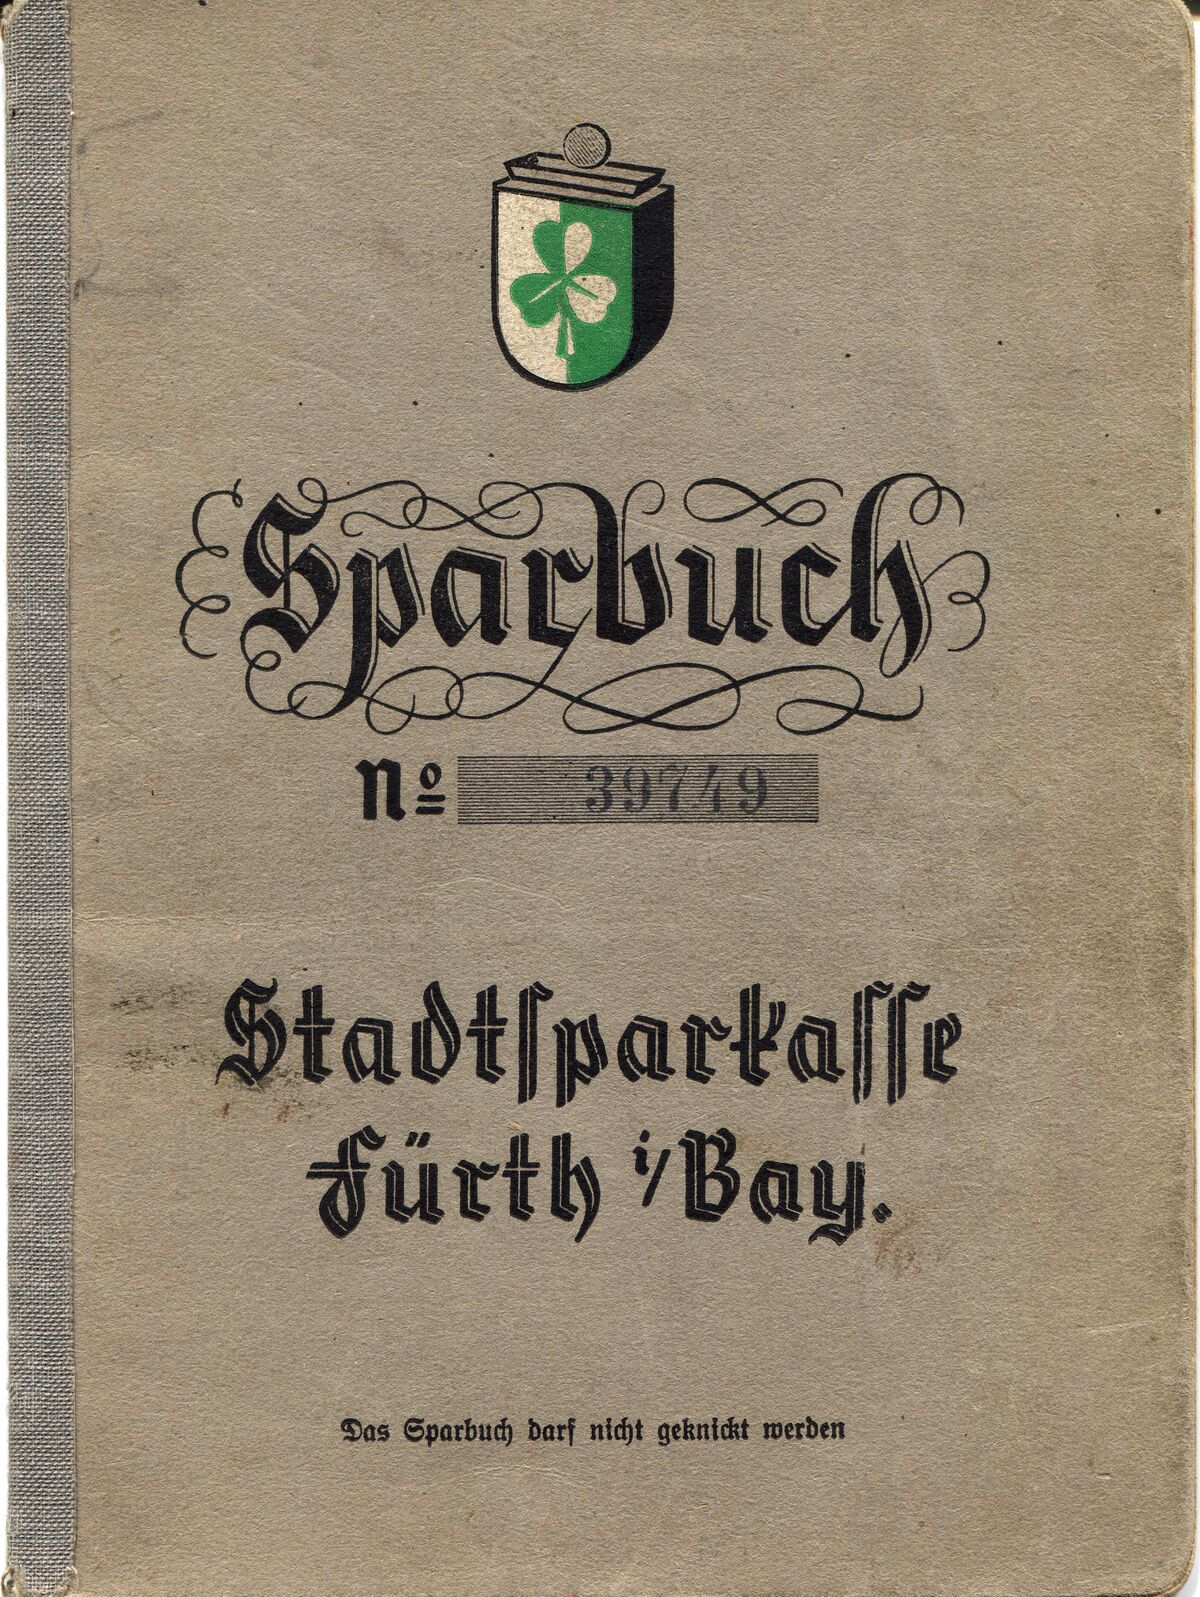 Sparbuch
No 39749
Stadtsparkasse
Fürth i/Bay.
Das Sparbuch darf nicht geknickt werden